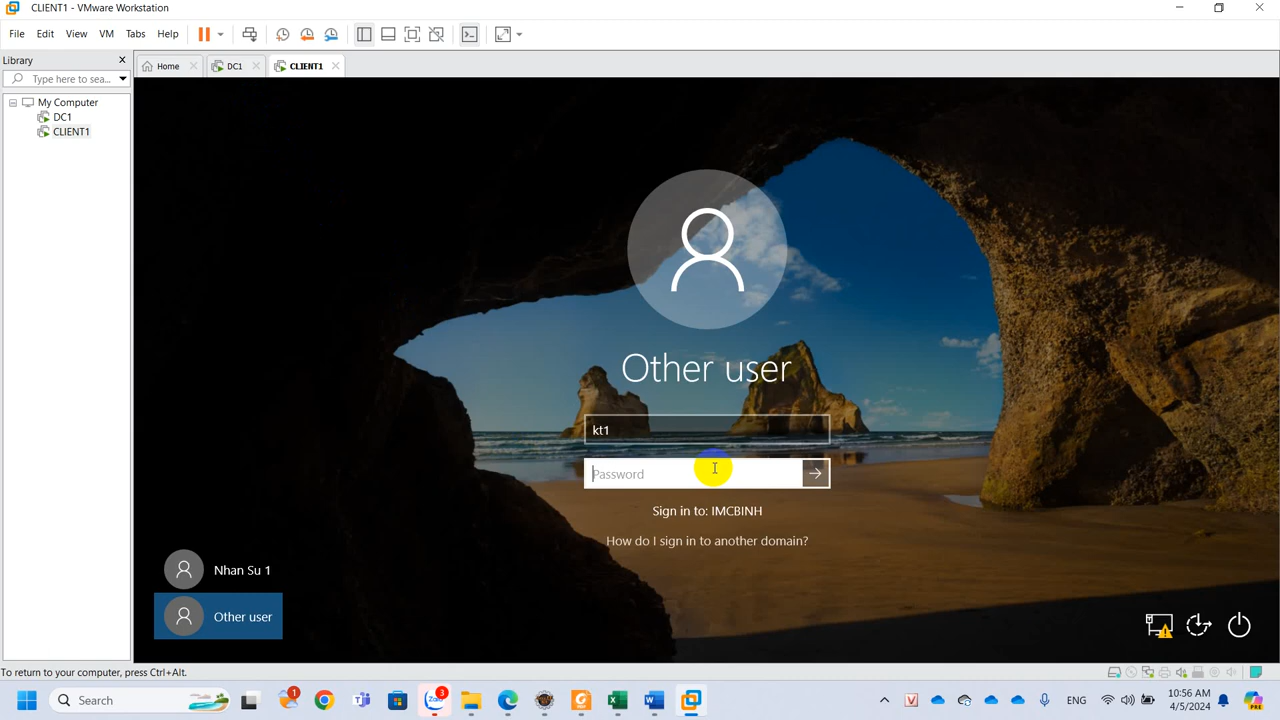 CLIENT1 - VMware Workstation
File Edit View VM Tabs Help
Library
Type here to sea...
My Computer
DC1
CLIENT1
Home
DC1
CLIENT1
Other user
kt1
Password
Sign in to: IMCBINH
How do I sign in to another domain?
Nhan Su 1
Other user
To return to your computer, press Ctrl+Alt.
Search
1
3
V
ENG
10:56 AM
4/5/2024
PRE